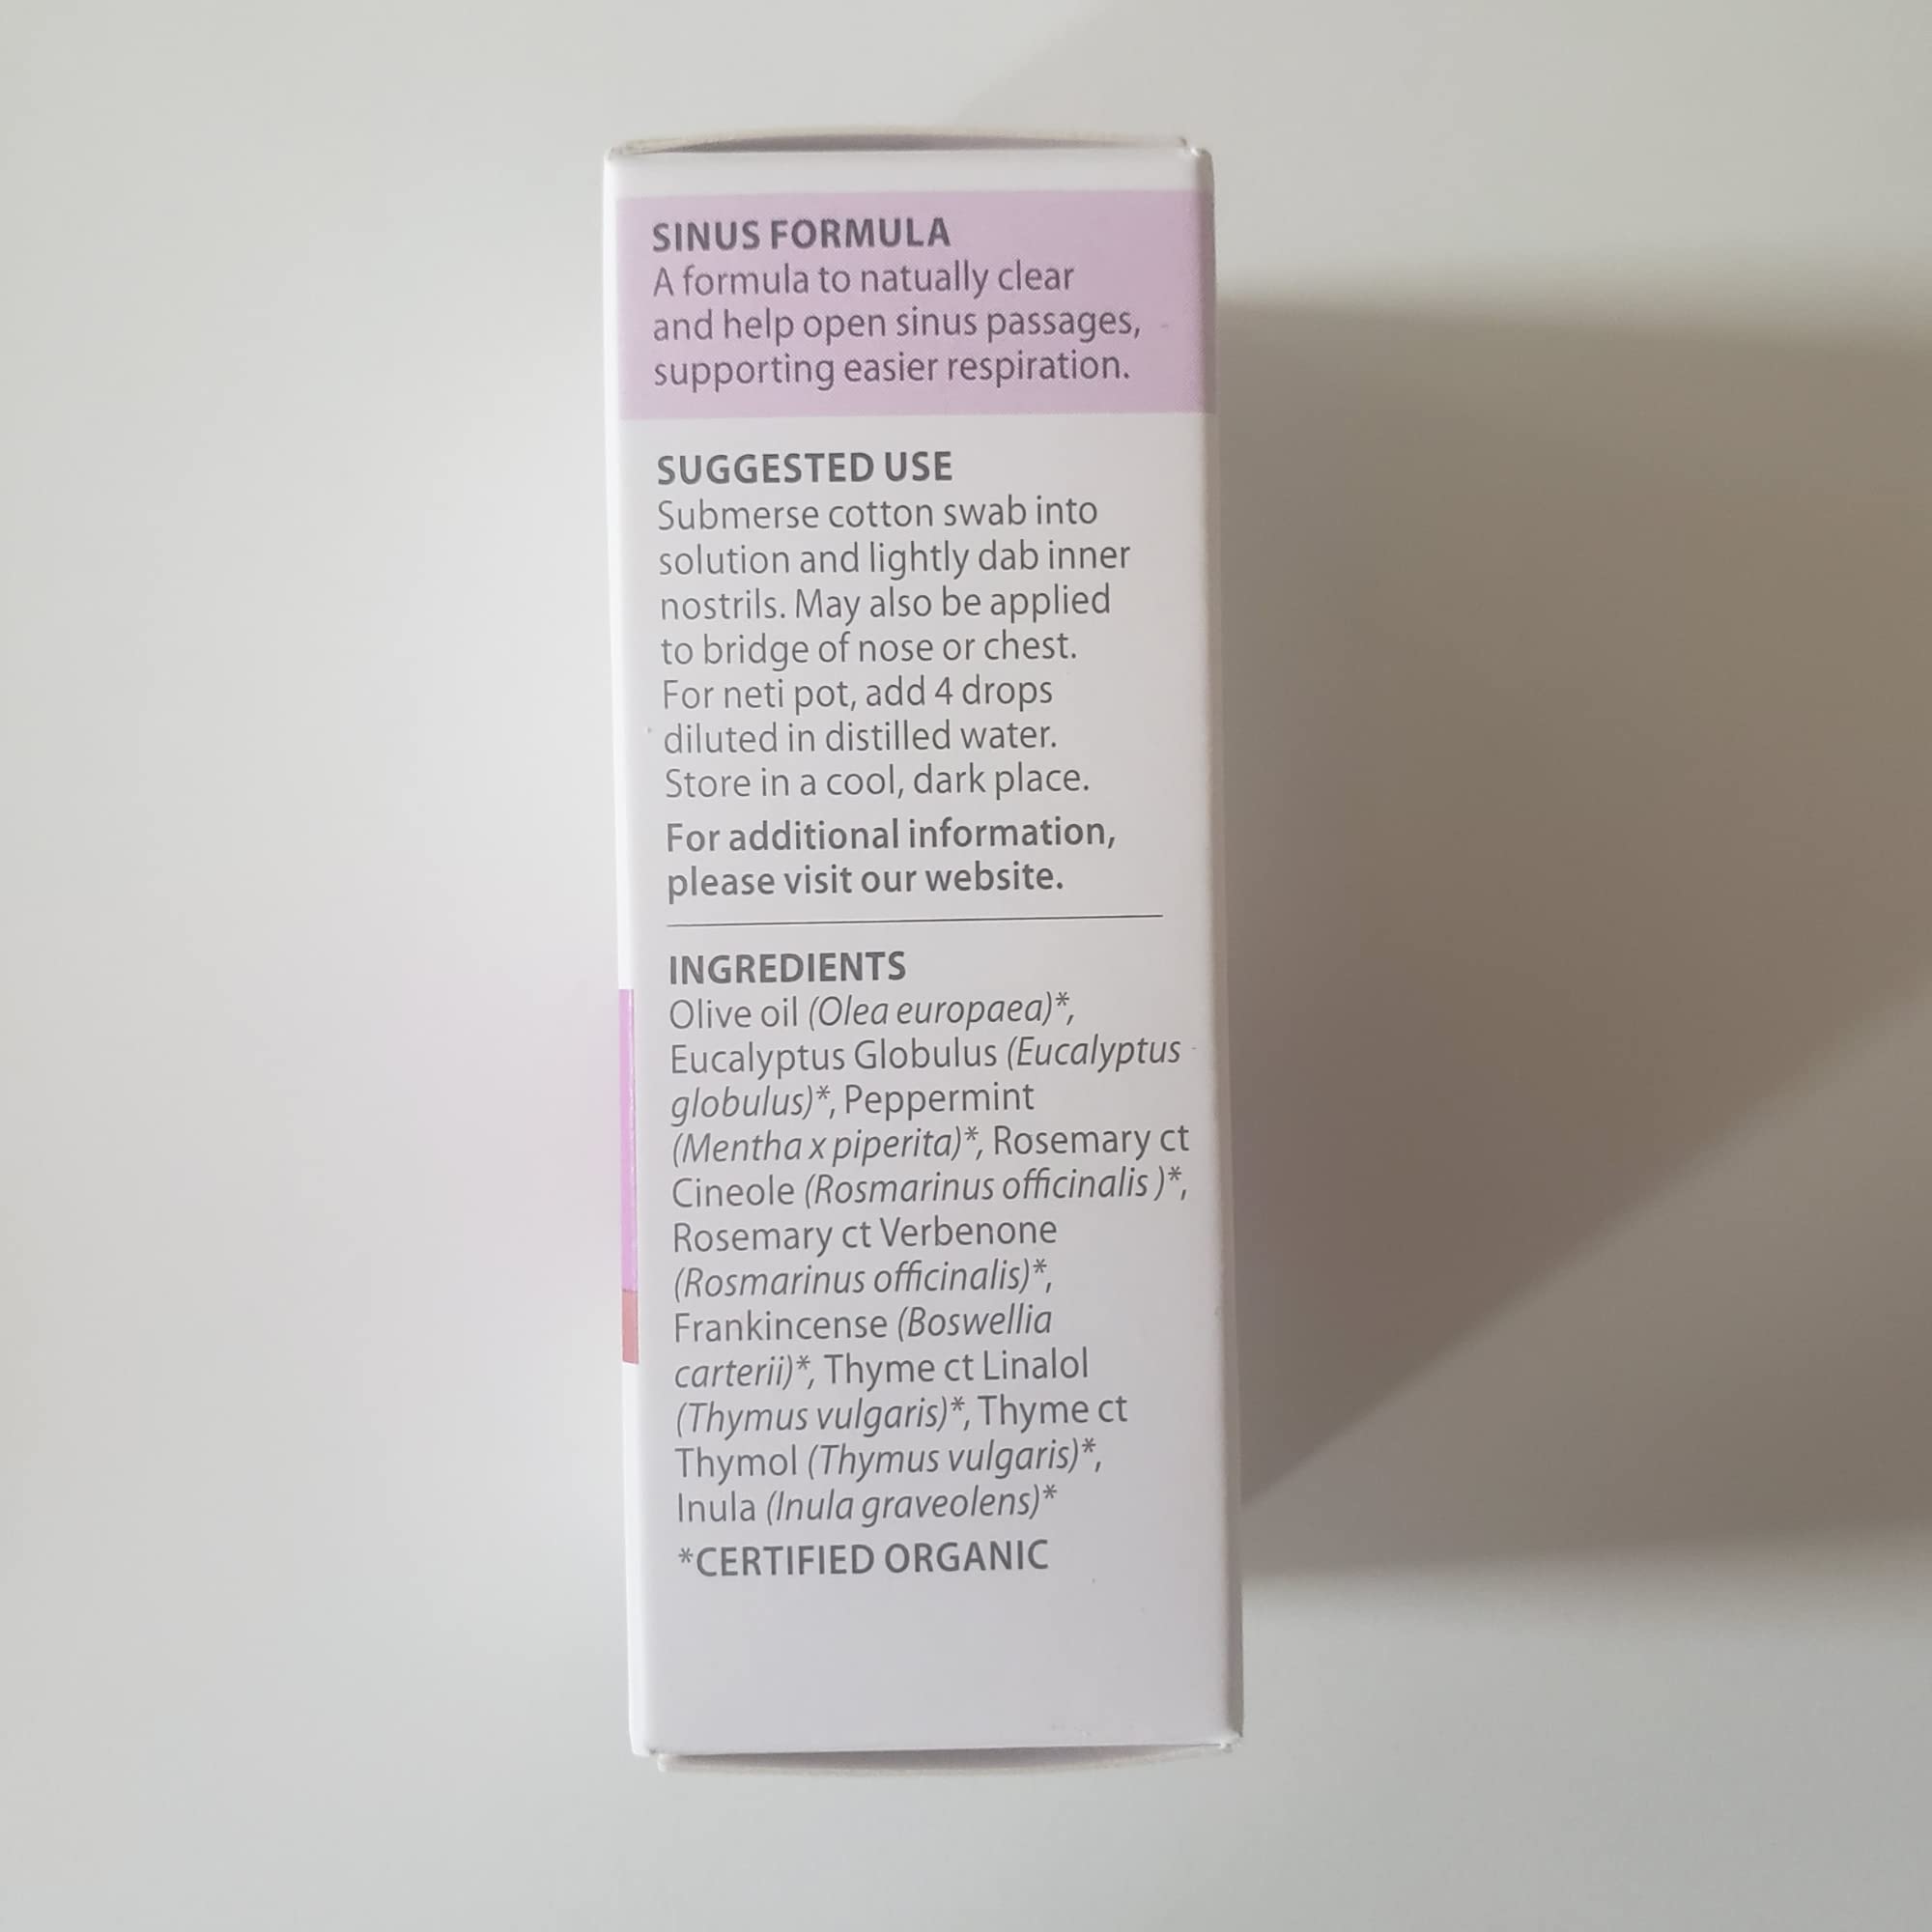 SINUS FORMULA
A formula to natually clear
and help open sinus passages,
supporting easier respiration.
SUGGESTED USE
Submerse cotton swab into
solution and lightly dab inner
nostrils. May also be applied
to bridge of nose or chest.
For neti pot, add 4 drops
diluted in distilled water.
Store in a cool, dark place.
For additional information,
please visit our website.
INGREDIENTS
Olive oil (Olea europaea)*,
Eucalyptus Globulus (Eucalyptus
globulus)*, Peppermint
(Mentha x piperita)*, Rosemary ct
Cineole (Rosmarinus officinalis )*,
Rosemary ct Verbenone
(Rosmarinus officinalis)*,
Frankincense (Boswellia
carterii)*, Thyme ct Linalol
(Thymus vulgaris)*, Thyme ct
Thymol (Thymus vulgaris)*,
Inula (Inula graveolens)*
*CERTIFIED ORGANIC